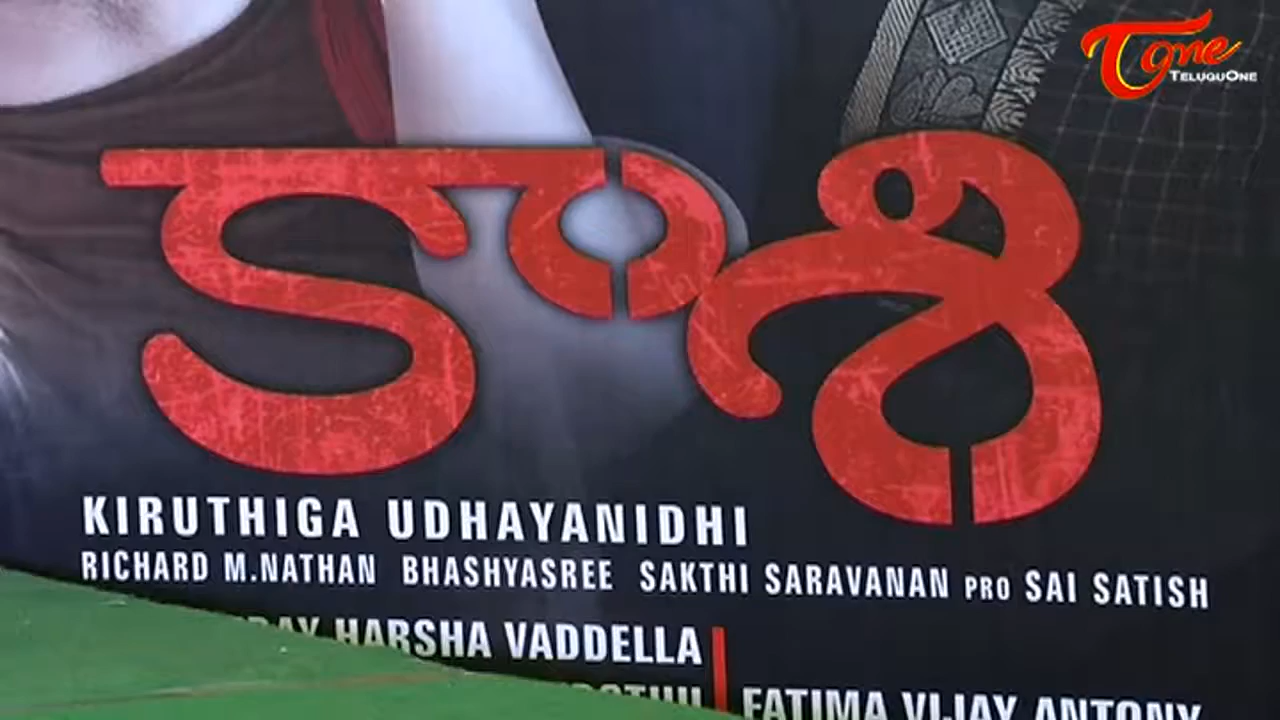 Tone
TELUGUONE
కాశి
KIRUTHIGA UDHAYANIDHI
RICHARD M.NATHAN BHASHYASREE SAKTHI SARAVANAN PRO SAI SATISH
HARSHA VADDELLA
FATIMA VIJAY ANTONY